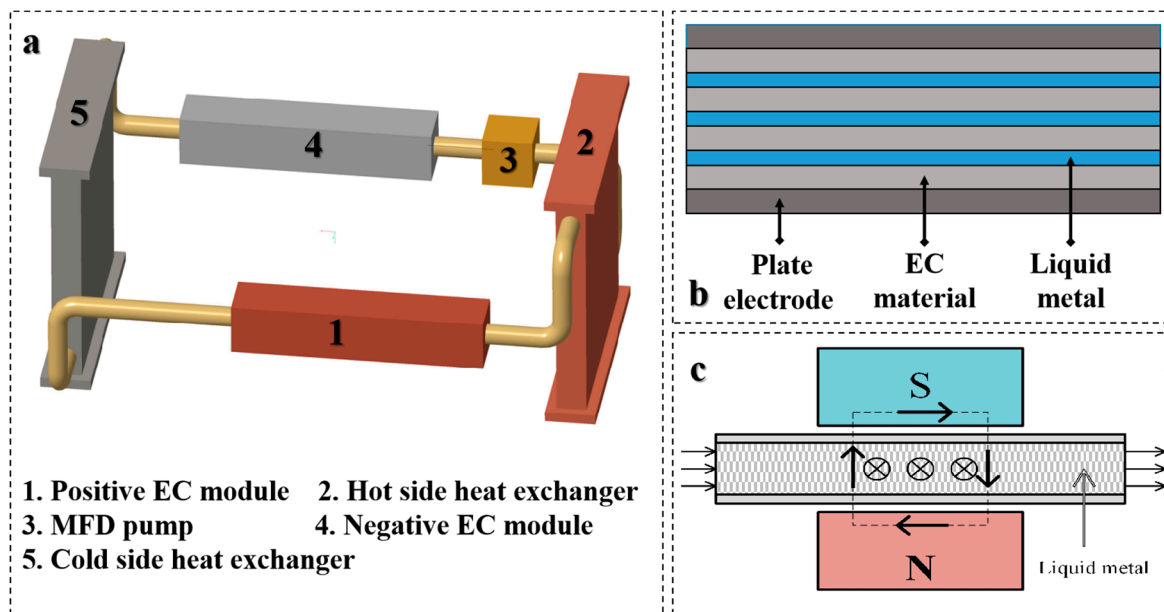 a
5
4
3
2
1
1. Positive EC module 2. Hot side heat exchanger
3. MFD pump 4. Negative EC module
5. Cold side heat exchanger
Plate
electrode
EC
material
Liquid
metal
b
c
S
N
Liquid metal